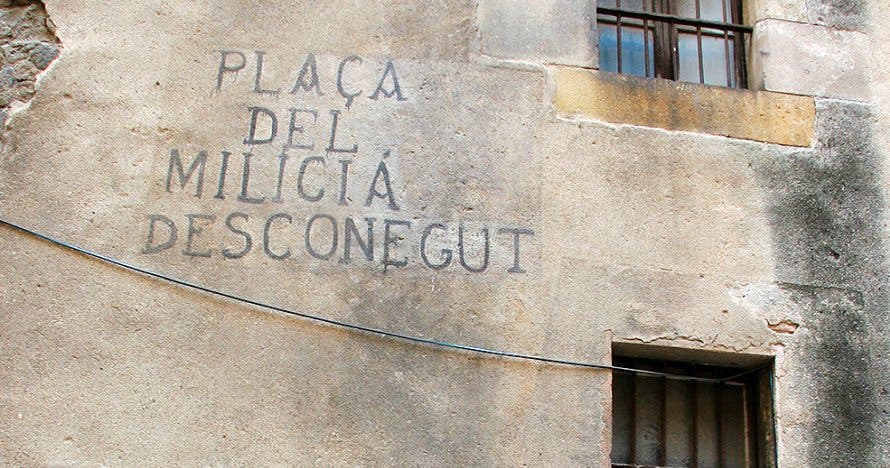 PLAÇA
DEL
MILICIÁ
DESCONEGUT